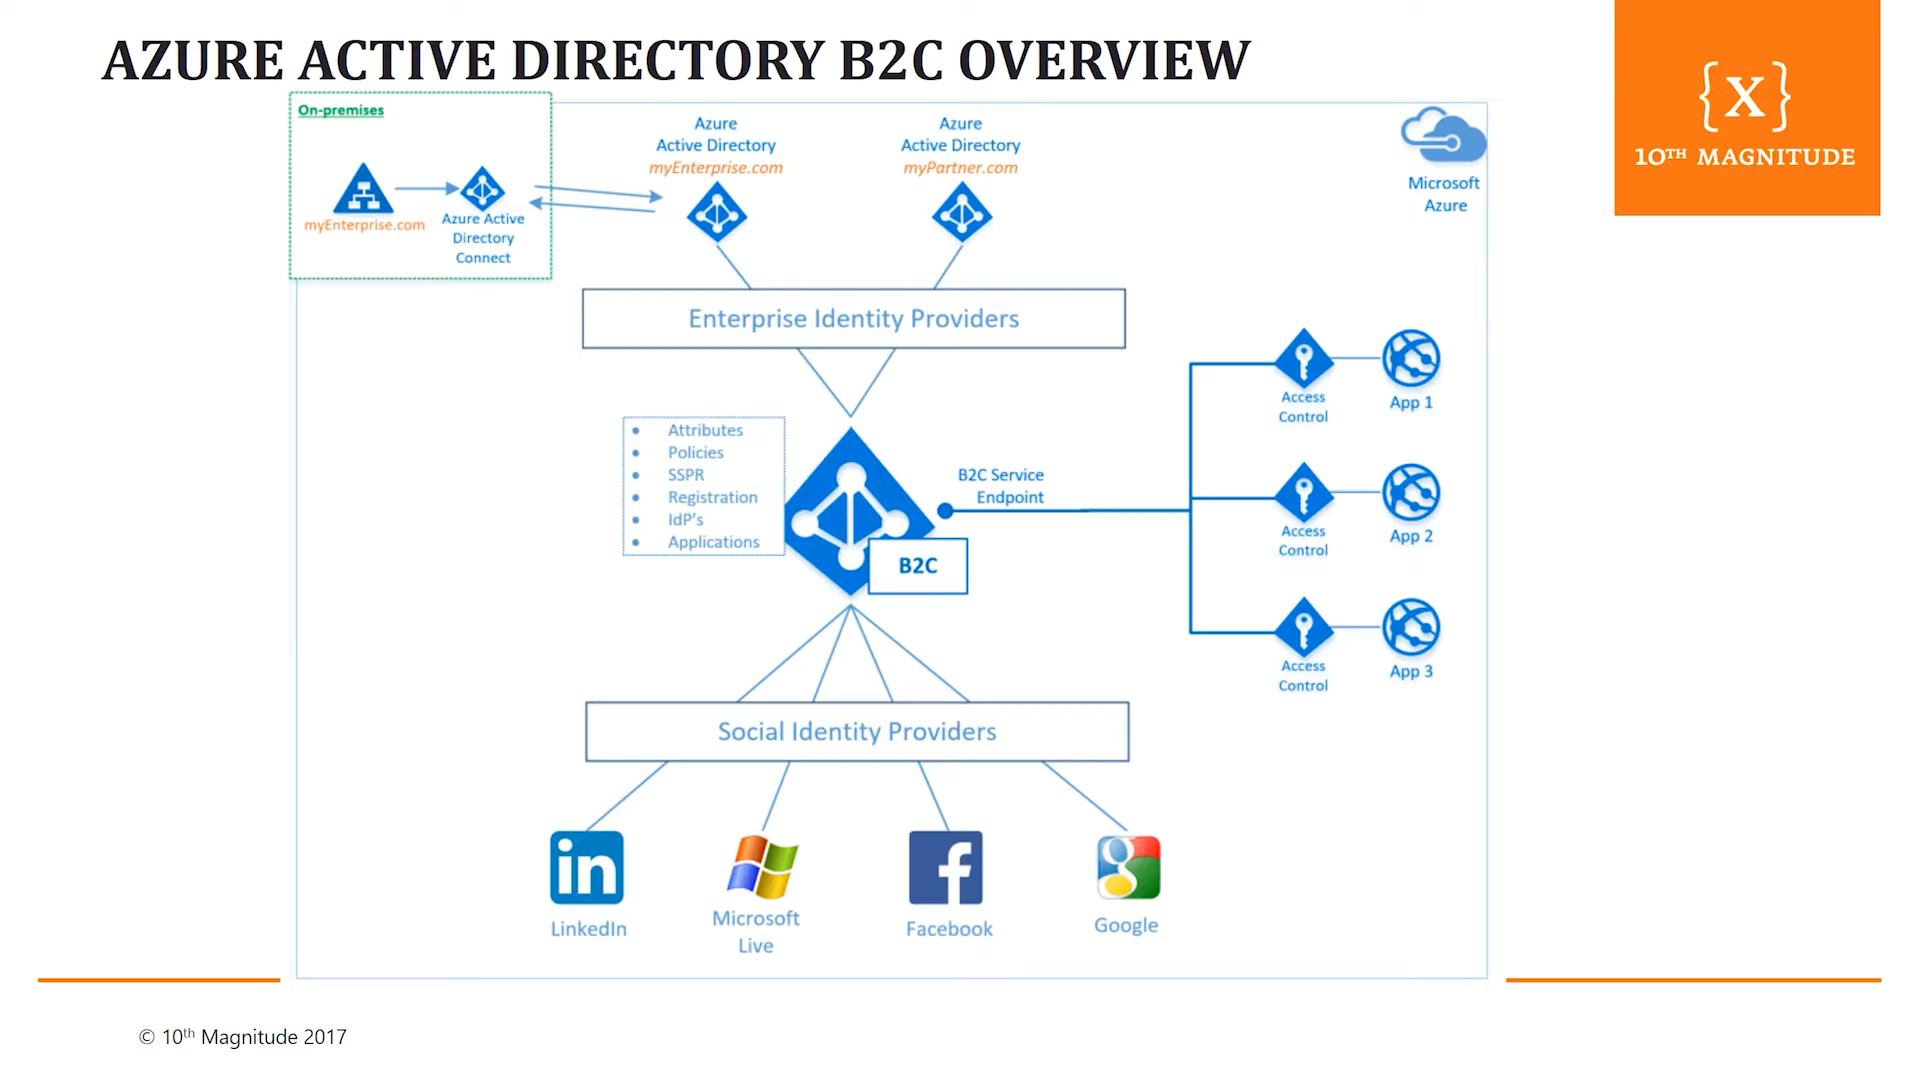 AZURE ACTIVE DIRECTORY B2C OVERVIEW
{X}
10TH MAGNITUDE
On-premises
myEnterprise.com
Azure Active
Directory
Connect
Azure
Active Directory
myEnterprise.com
Azure
Active Directory
myPartner.com
Microsoft
Azure
Enterprise Identity Providers
• Attributes
• Policies
• SSPR
• Registration
• IdP's
• Applications
B2C
B2C Service
Endpoint
Access
Control
App 1
Access
Control
App 2
Access
Control
App 3
Social Identity Providers
in
LinkedIn
Microsoft
Live
f
Facebook
g
Google
© 10th Magnitude 2017